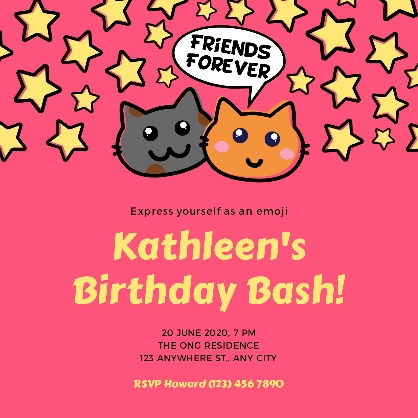 FRiENDS
FOREVER
Express yourself as an emoji
Kathleen's
Birthday Bash!
20 JUNE 2020, 7 PM
THE ONG RESIDENCE
123 ANYWHERE ST., ANY CITY
RSVP Howard (123) 456 7890